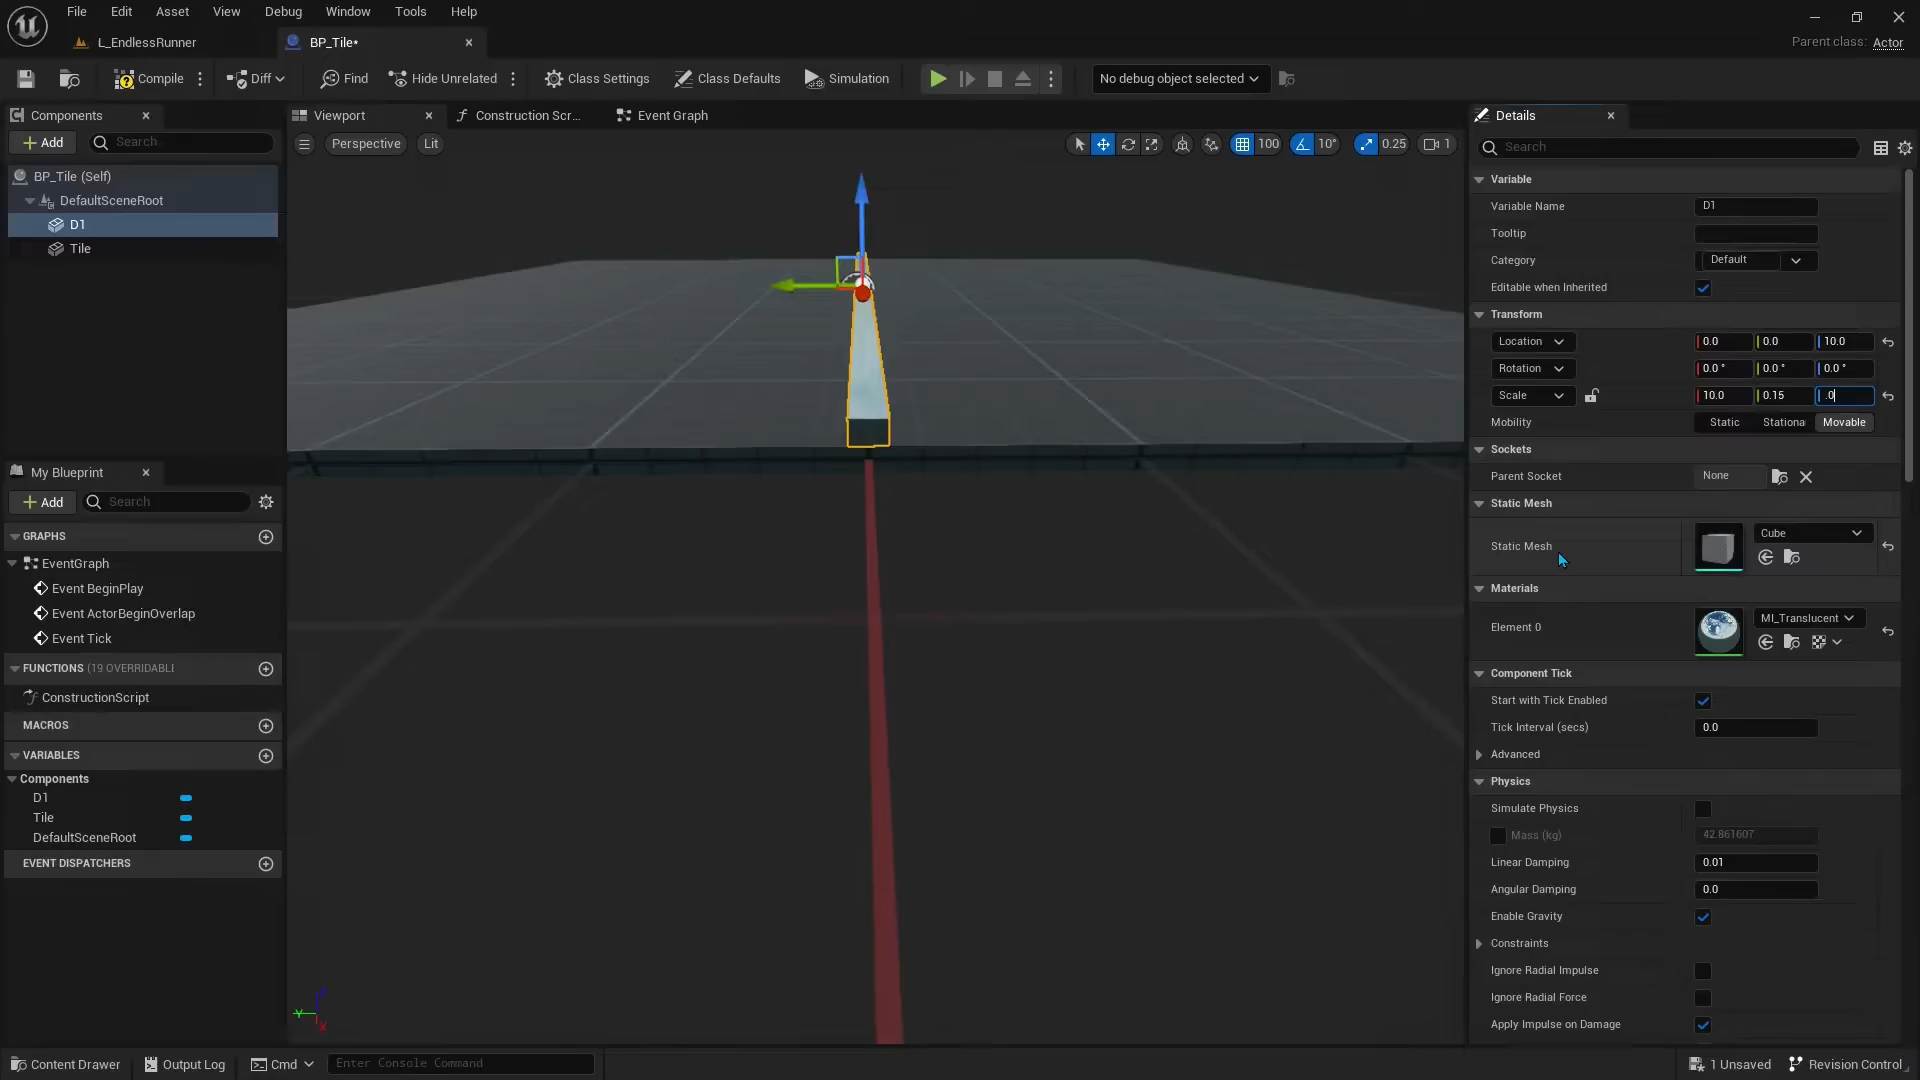 File Edit Asset View Debug Window Tools Help
L_EndlessRunner BP_Tile* Parent class: Actor
Compile Diff Find Hide Unrelated Class Settings Class Defaults Simulation No debug object selected
Components Viewport Construction Scr... Event Graph Details
Add Search Perspective Lit 100 10° 0.25 1 Search
BP_Tile (Self)
DefaultSceneRoot
D1
Tile
My Blueprint
Add Search
GRAPHS
EventGraph
Event BeginPlay
Event ActorBeginOverlap
Event Tick
FUNCTIONS (19 OVERRIDABLE
ConstructionScript
MACROS
VARIABLES
Components
D1
Tile
DefaultSceneRoot
EVENT DISPATCHERS
Y Z X
Variable
Variable Name D1
Tooltip
Category Default
Editable when Inherited
Transform
Location 0.0 0.0 10.0
Rotation 0.0 ° 0.0 ° 0.0 °
Scale 10.0 0.15 .0
Mobility Static Stationa Movable
Sockets
Parent Socket None
Static Mesh
Static Mesh Cube
Materials
Element 0 MI_Translucent
Component Tick
Start with Tick Enabled
Tick Interval (secs) 0.0
Advanced
Physics
Simulate Physics
Mass (kg) 42.861607
Linear Damping 0.01
Angular Damping 0.0
Enable Gravity
Constraints
Ignore Radial Impulse
Ignore Radial Force
Apply Impulse on Damage
Content Drawer Output Log Cmd Enter Console Command 1 Unsaved Revision Control